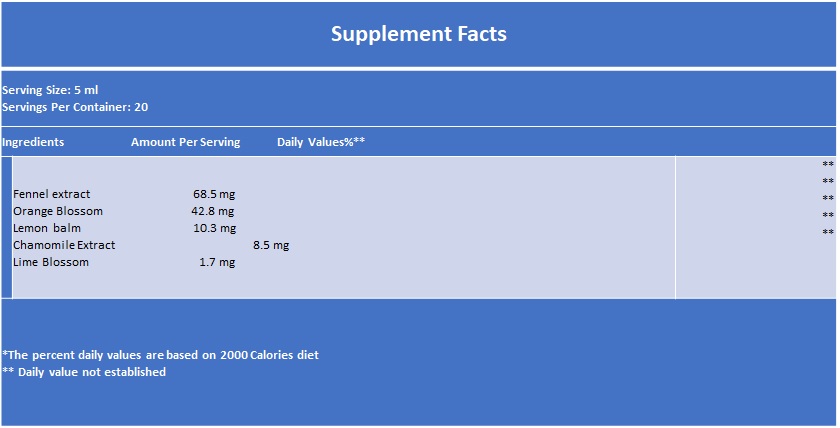 Supplement Facts
Serving Size: 5 ml
Servings Per Container: 20
Ingredients Amount Per Serving Daily Values%**
**
**
Fennel extract 68.5 mg
**
Orange Blossom 42.8 mg
**
Lemon balm 10.3 mg
**
Chamomile Extract 8.5 mg
Lime Blossom 1.7 mg
*The percent daily values are based on 2000 Calories diet
** Daily value not established